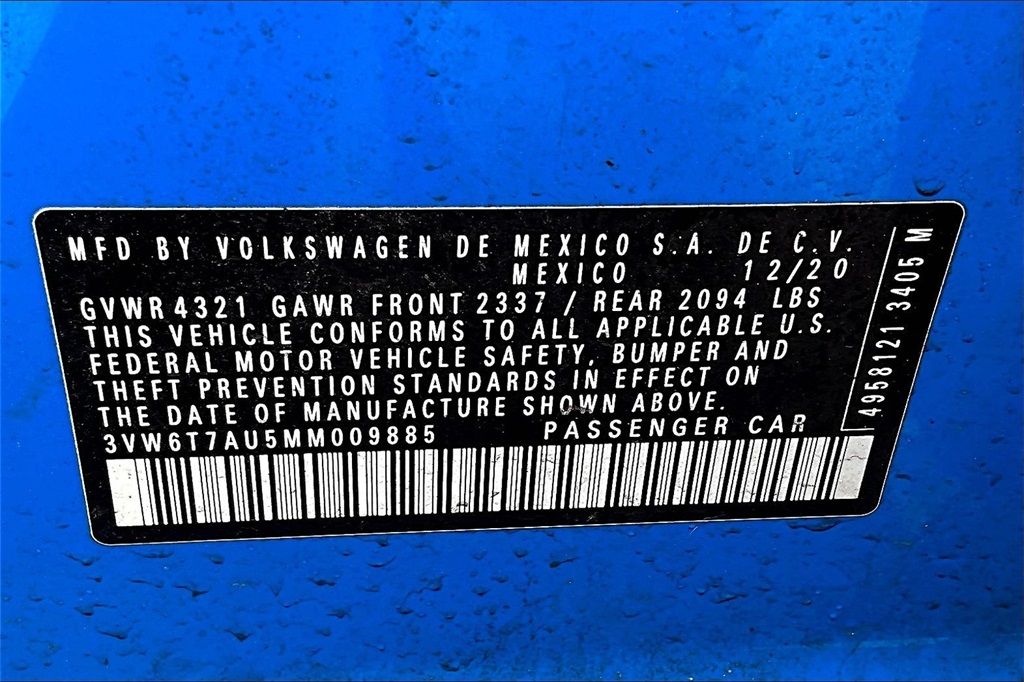 MFD BY VOLKSWAGEN DE MEXICO S.A. DE C.V.
MEXICO 12/20
GVWR 4321 GAWR FRONT 2337 / REAR 2094 LBS
THIS VEHICLE CONFORMS TO ALL APPLICABLE U.S.
FEDERAL MOTOR VEHICLE SAFETY, BUMPER AND
THEFT PREVENTION STANDARDS IN EFFECT ON
THE DATE OF MANUFACTURE SHOWN ABOVE.
3VW6T7AU5MM009885 PASSENGER CAR
4958121 3405 M